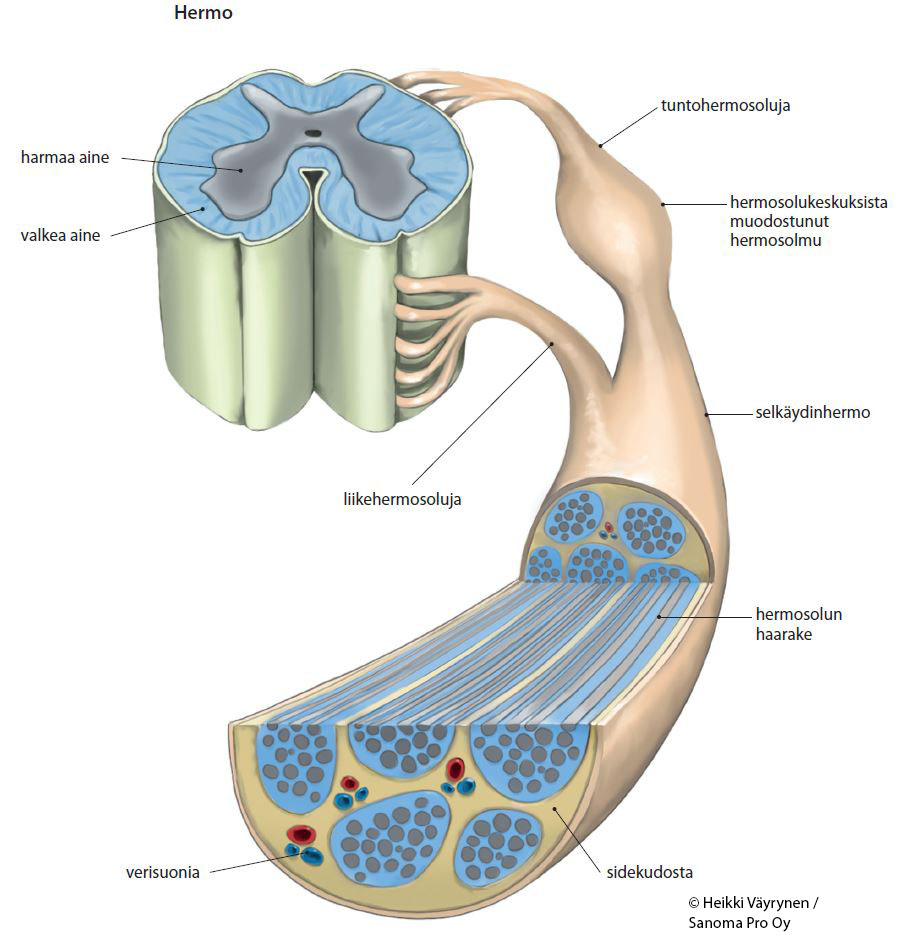 Hermo
tuntohermosoluja
harmaa aine
hermosolukeskuksista
muodostunut
hermosolmu
valkea aine
selkäydinhermo
liikehermosoluja
hermosolun
haarake
verisuonia
sidekudosta
© Heikki Väyrynen /
Sanoma Pro Oy